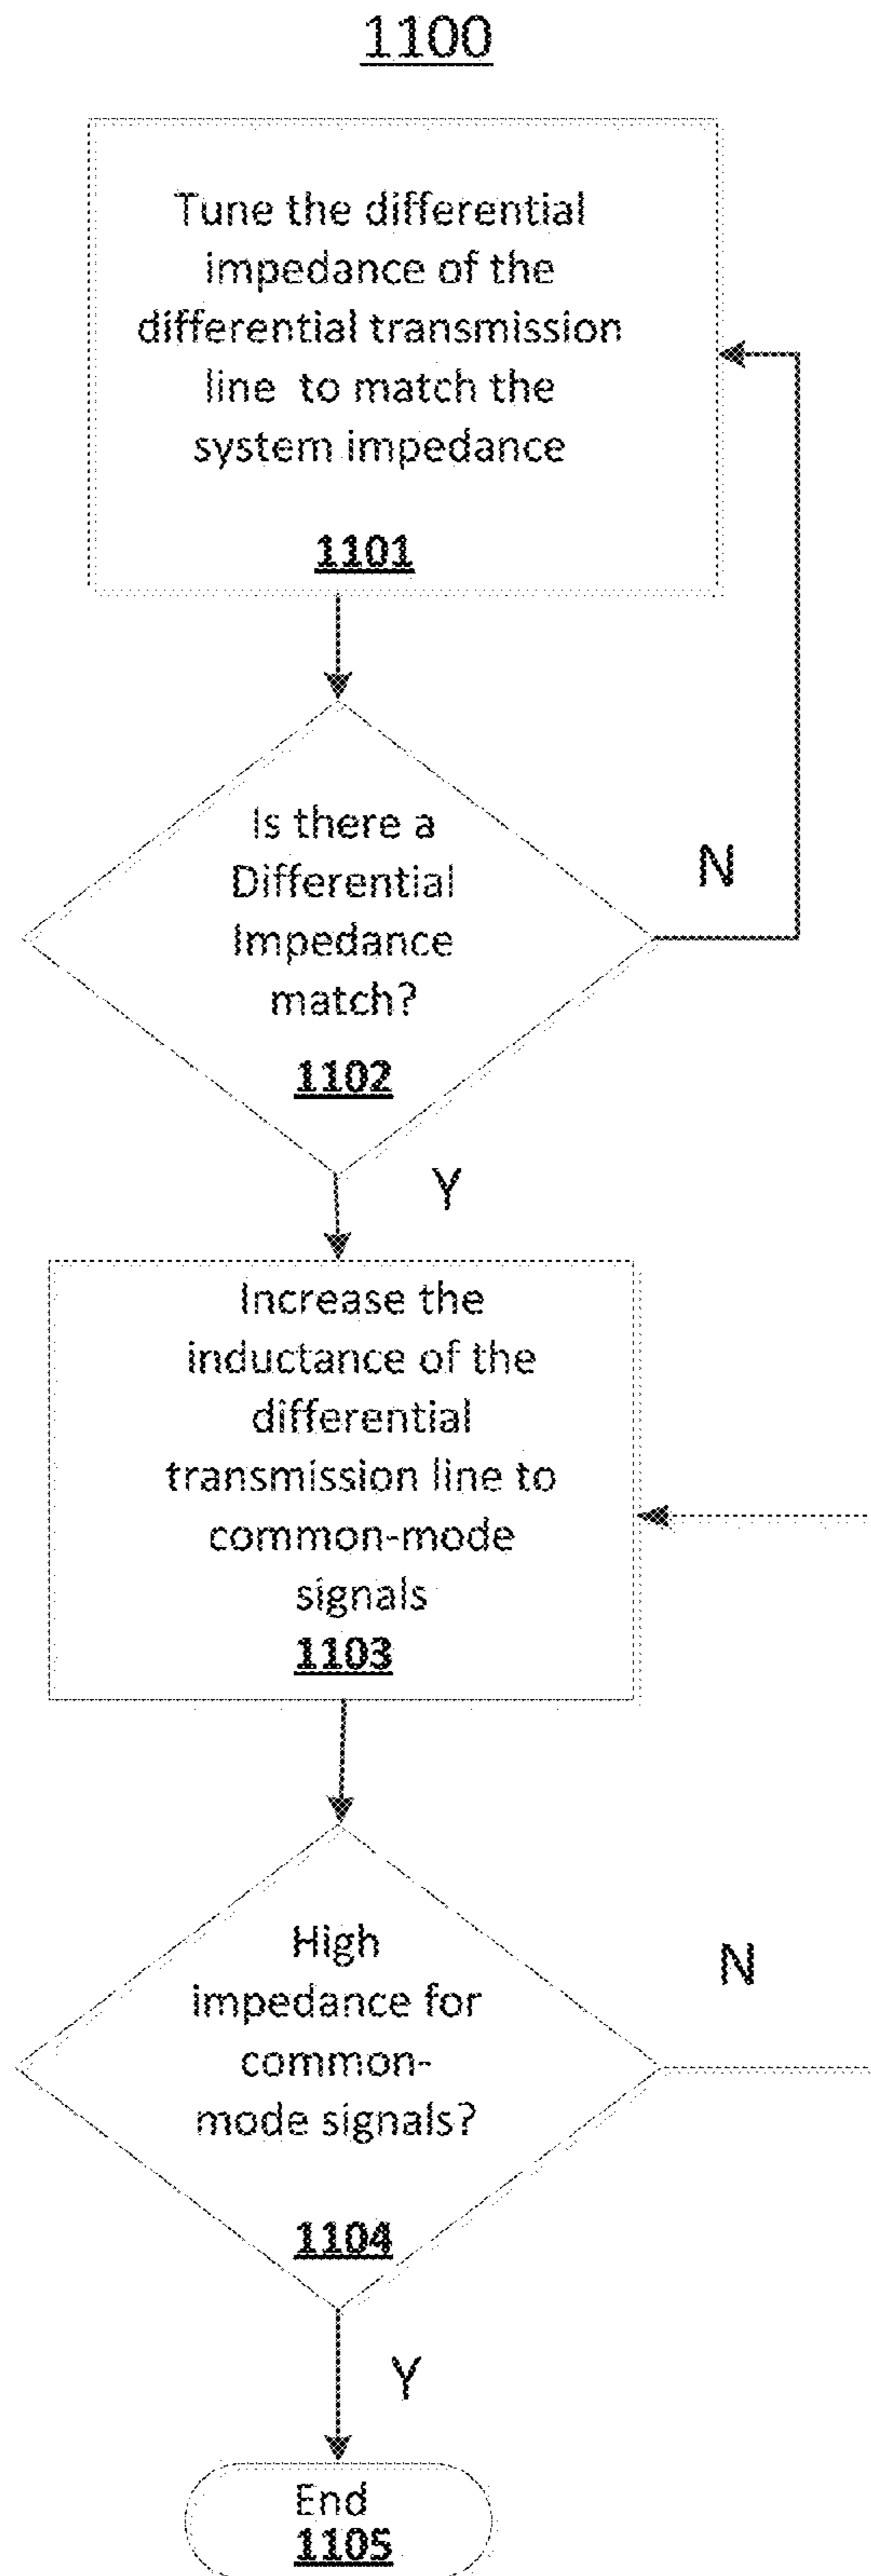 1100
Tune the differential
impedance of the
differential transmission
line to match the
system impedance
1101
Is there a
Differential
Impedance
match?
1102
N
Y
Increase the
inductance of the
differential
transmission line to
common-mode
signals
1103
High
impedance for
common-
mode signals?
1104
N
Y
End
1105